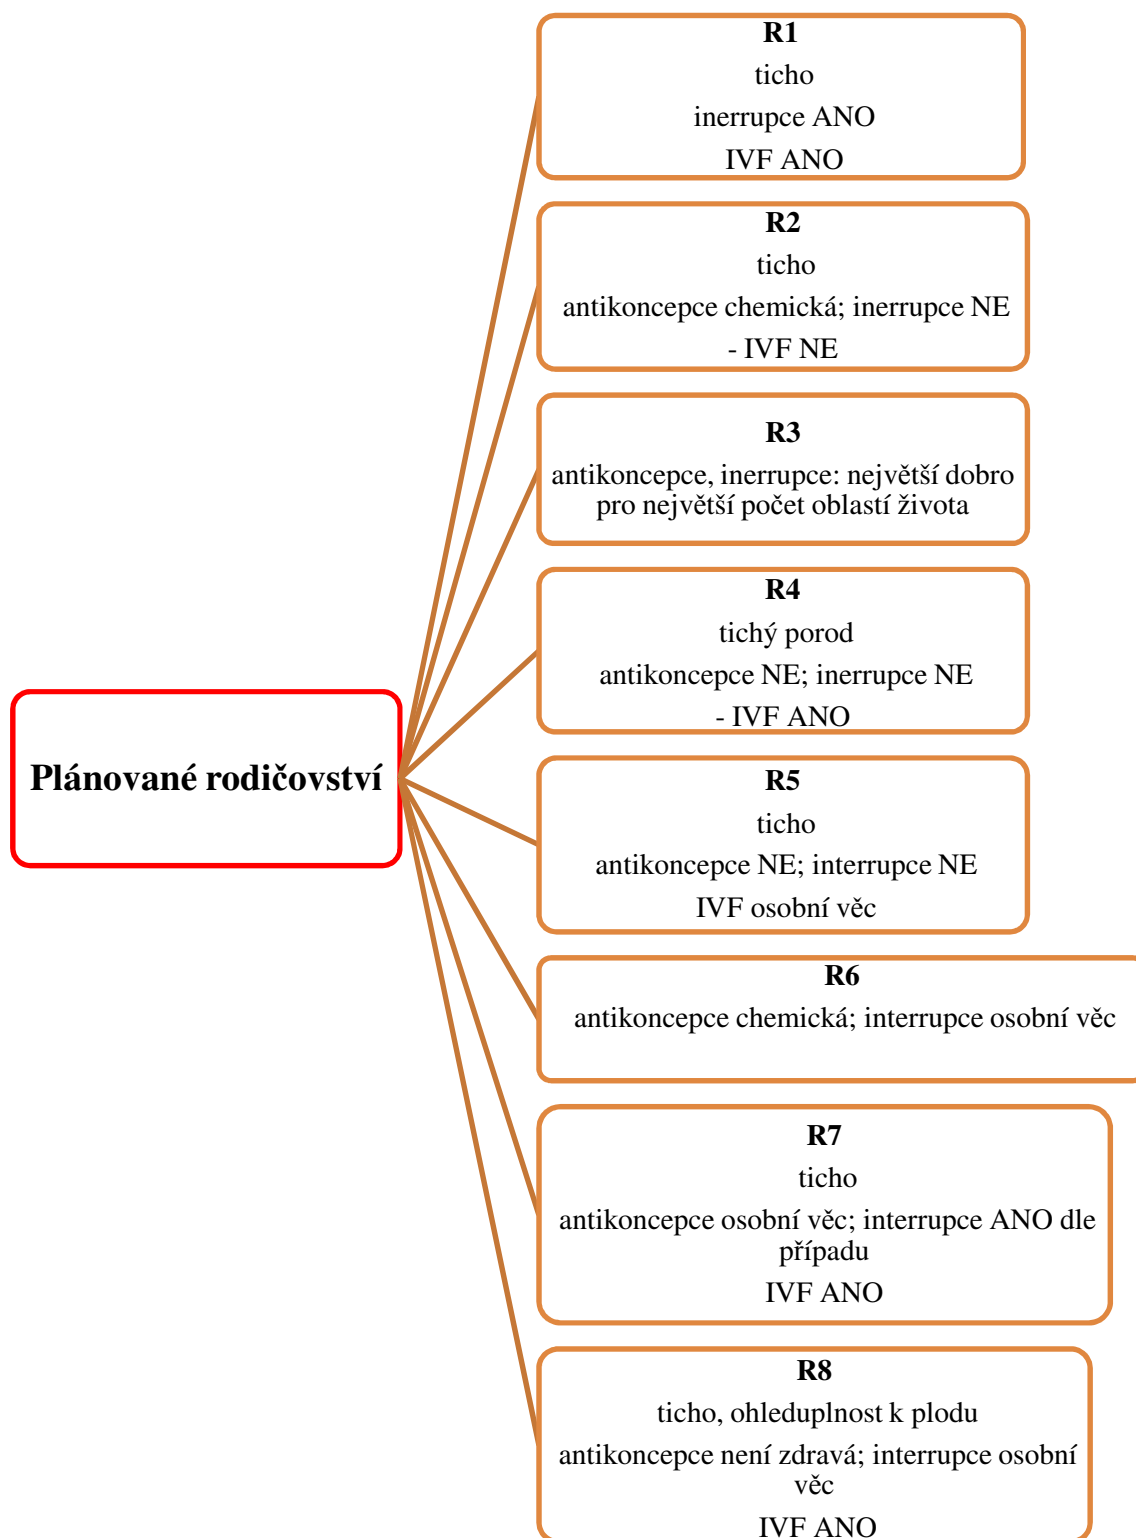 R1
ticho
inerrupce ANO
IVF ANO
R2
ticho
antikoncepce chemická; inerrupce NE
- IVF NE
R3
antikoncepce, inerrupce: největší dobro
pro největší počet oblastí života
R4
tichý porod
antikoncepce NE; inerrupce NE
- IVF ANO
Plánované rodičovství
R5
ticho
antikoncepce NE; interrupce NE
IVF osobní věc
R6
antikoncepce chemická; interrupce osobní věc
R7
ticho
antikoncepce osobní věc; interrupce ANO dle
případu
IVF ANO
R8
ticho, ohleduplnost k plodu
antikoncepce není zdravá; interrupce osobní
věc
IVF ANO